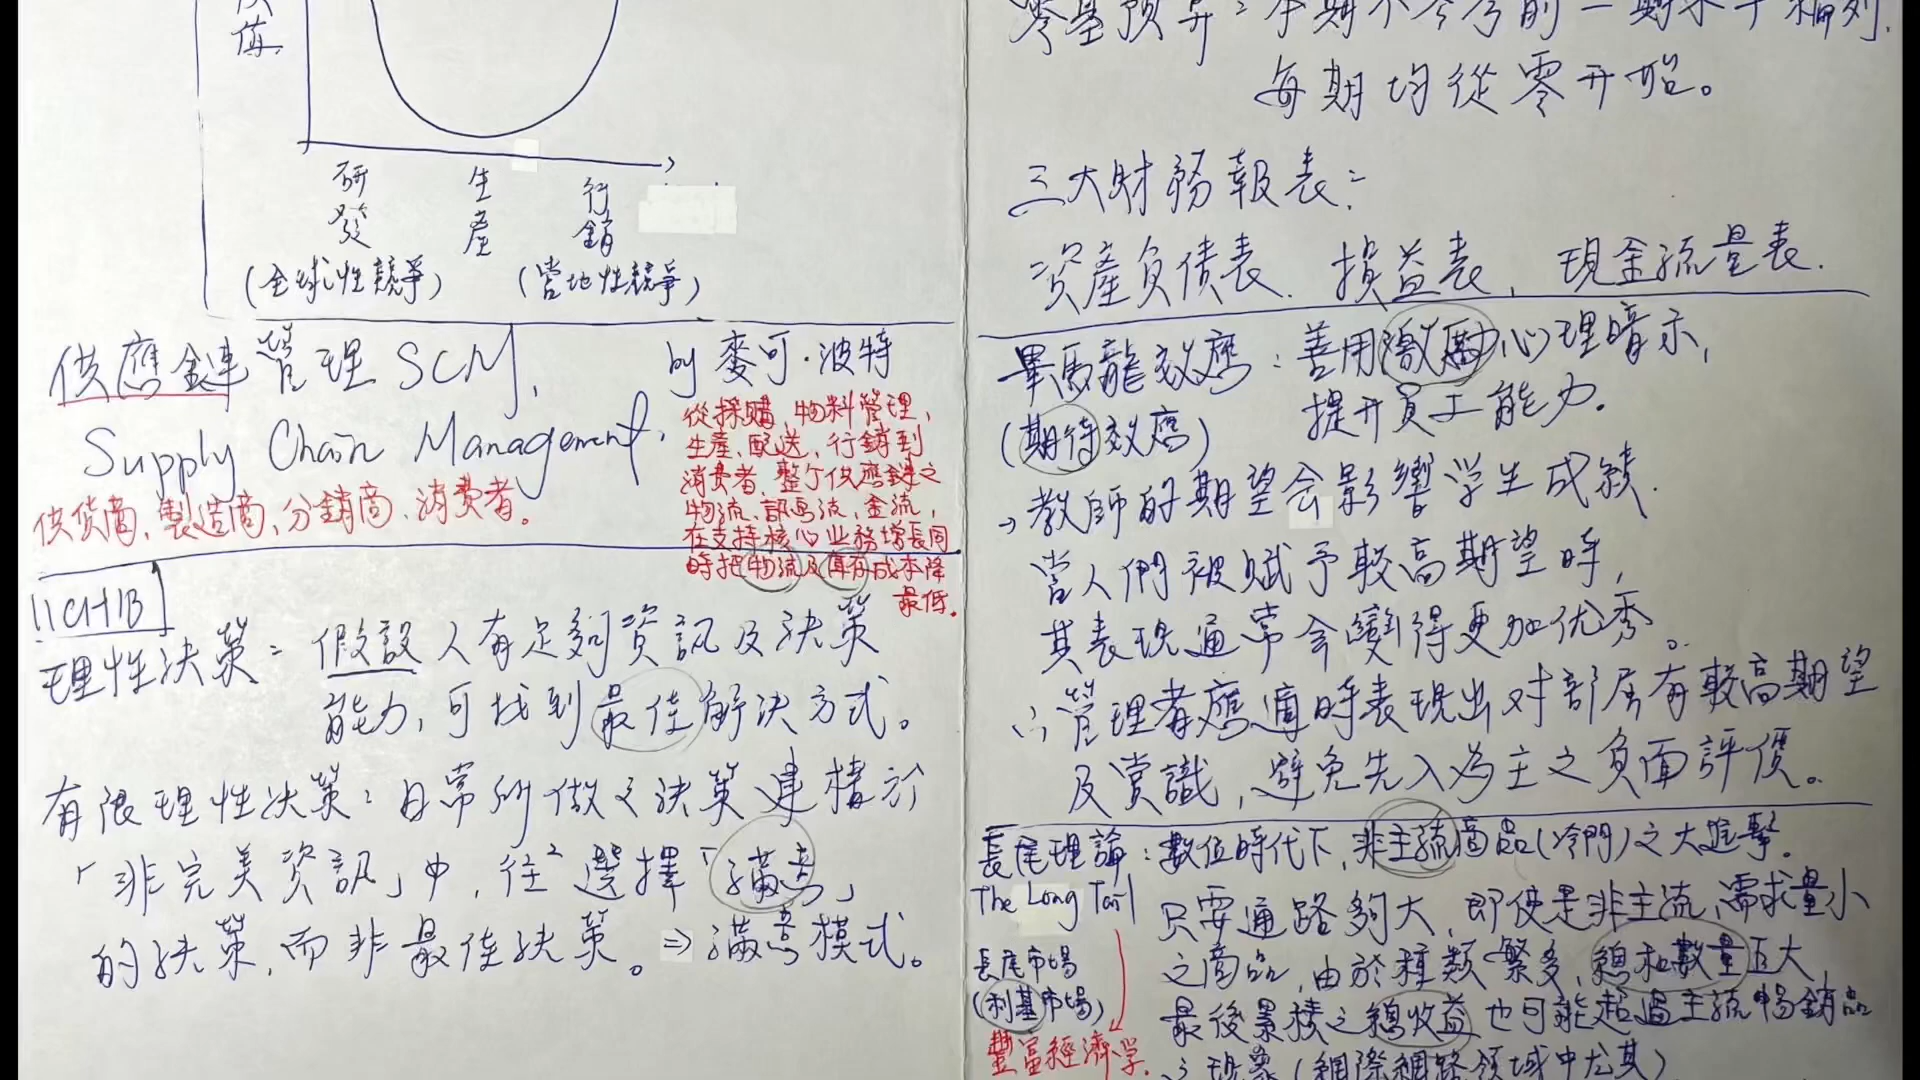 值
研發
生產
行銷
(全球性競爭)
(當地性競爭)
供應鏈管理 SCM,
by 麥可·波特
Supply Chain Management,
供貨商, 製造商, 分銷商、消費者。
從採購, 物料管理,
生產、配送, 行銷到
消費者, 整个供應鏈之
物流、訊息流, 金流,
在支持核心业務增長同
時把物流及庫存成本降
最低。
CH13
理性決策: 假設人有足夠資訊及決策
能力, 可找到最佳解決方式。
有限理性決策: 日常所做之決策建構於
「非完美資訊」中, 往²選擇「滿意」
的決策, 而非最佳決策。⇒滿意模式。
零基預算: 本期不參考前一期水平編列.
每期均從零开始。
三大財務報表:
資產負債表、損益表, 現金流量表.
畢馬龍效應: 善用激勵心理暗示,
提升員工能力.
(期待效應)
→教師的期望会影響学生成績.
當人們被賦予較高期望時,
其表現通常會變得更加优秀。
∴管理者應適時表現出对部屬有較高期望
及賞識, 避免先入為主之負面評價。
長尾理論: 數位時代下, 非主流商品(冷門)之大進擊.
The Long Tail
只要通路夠大, 即使是非主流、需求量小
之商品, 由於種類繁多, 總和數量巨大,
最後累積之總收益也可能超過主流暢銷品
之現象(網際網路領域中尤其)
長尾市場
(利基市場)
豐富經濟学.